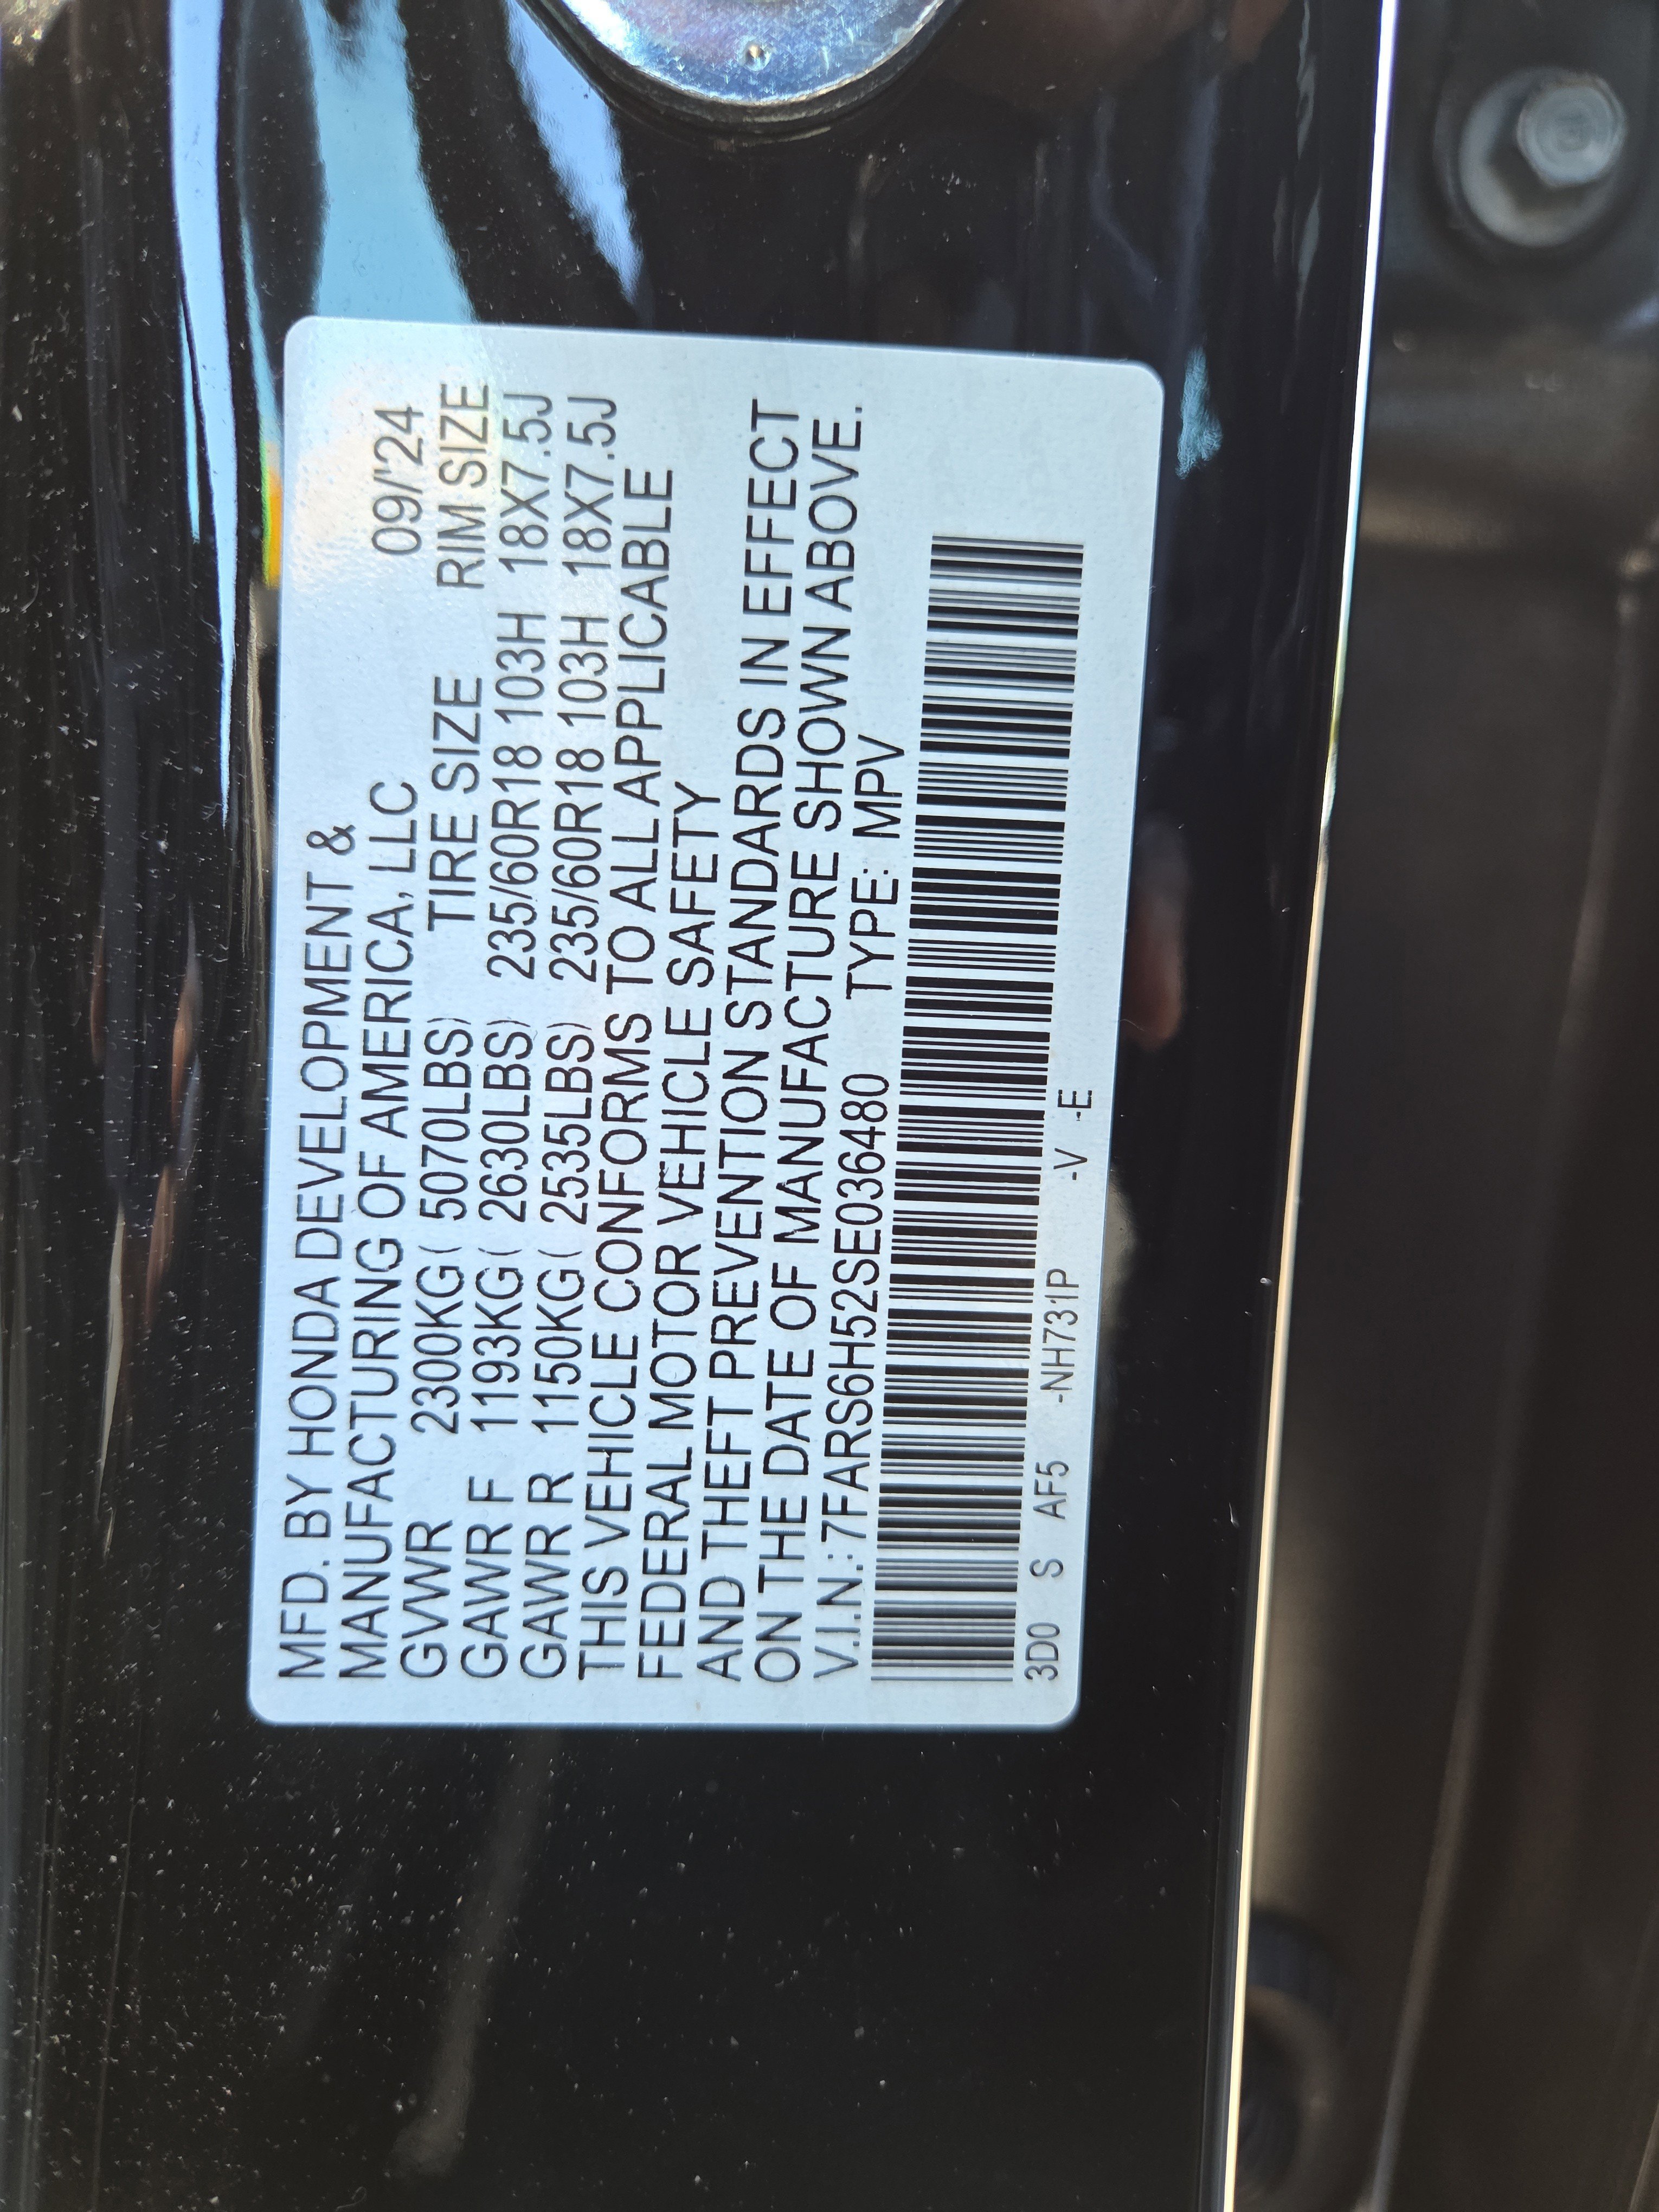 MFD. BY HONDA DEVELOPMENT &
MANUFACTURING OF AMERICA, LLC 09/'24
GVWR 2300KG( 5070LBS) TIRE SIZE RIM SIZE
GAWR F 1193KG( 2630LBS) 235/60R18 103H 18X7.5J
GAWR R 1150KG( 2535LBS) 235/60R18 103H 18X7.5J
THIS VEHICLE CONFORMS TO ALL APPLICABLE
FEDERAL MOTOR VEHICLE SAFETY
AND THEFT PREVENTION STANDARDS IN EFFECT
ON THE DATE OF MANUFACTURE SHOWN ABOVE.
V.I.N.:7FARS6H52SE036480 TYPE: MPV
3D0 S AF5 -NH731P -V -E